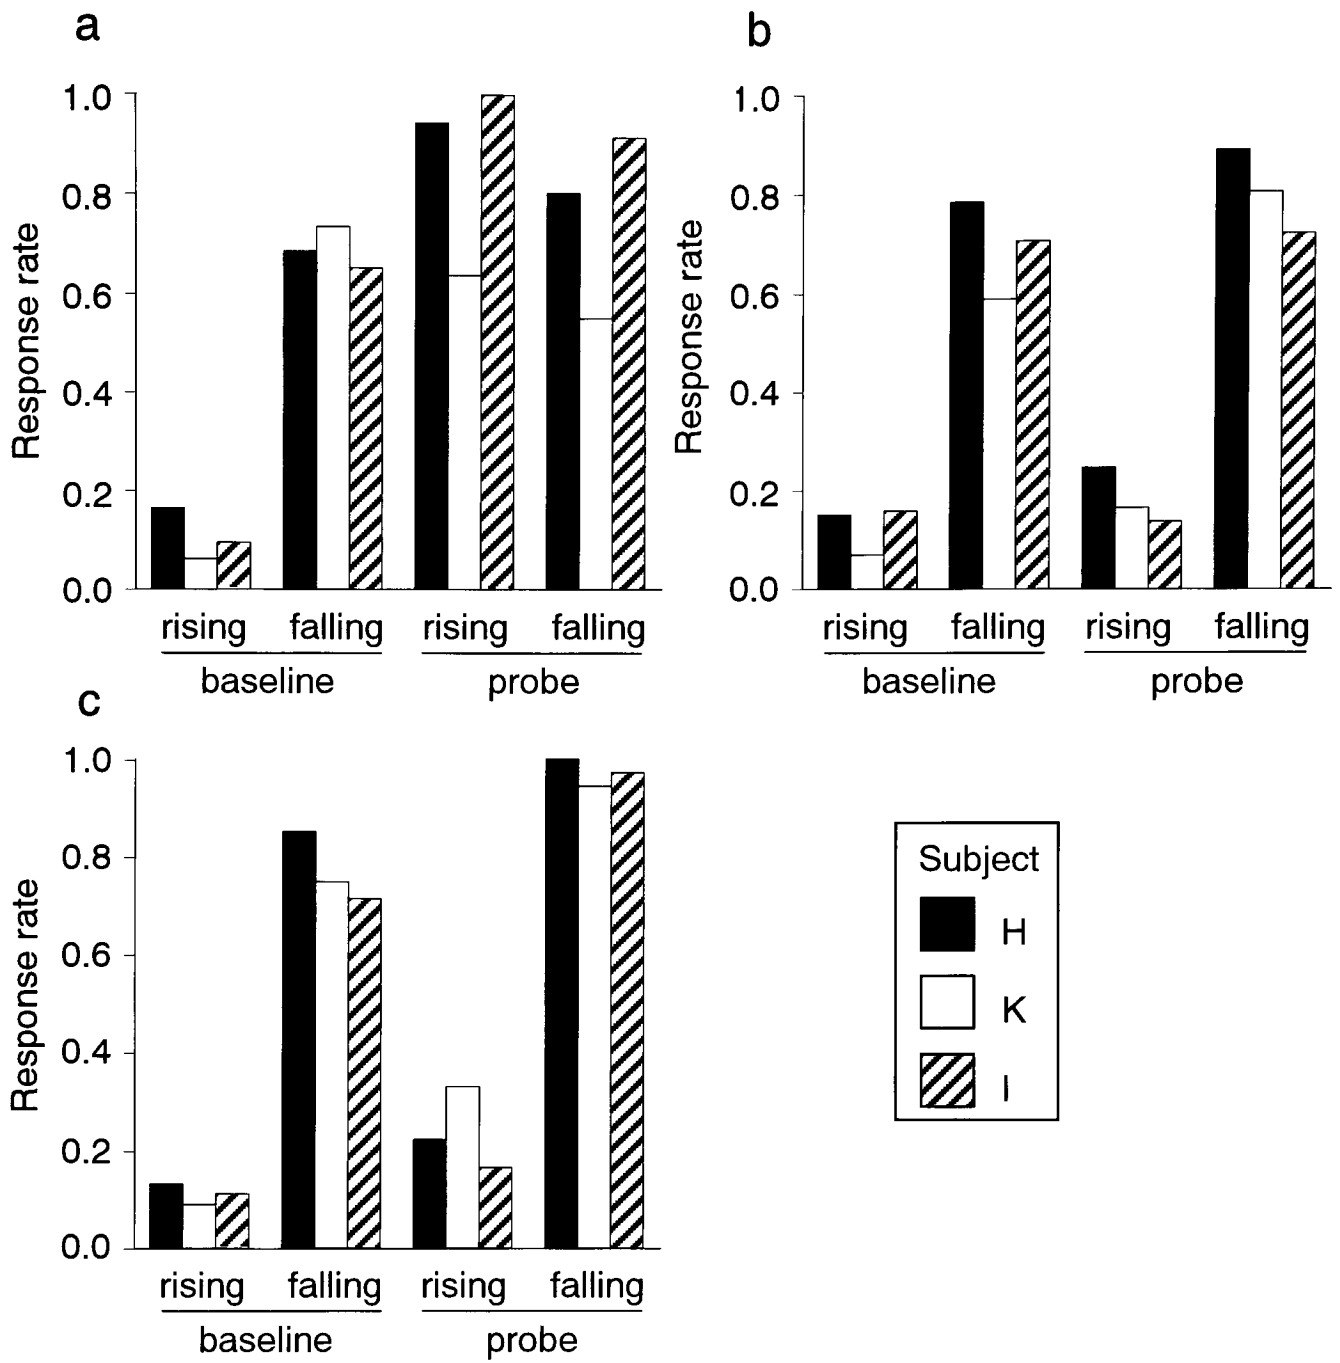 a
Response rate
1.0
0.8
0.6
0.4
0.2
0.0
rising falling rising falling
baseline probe
b
Response rate
1.0
0.8
0.6
0.4
0.2
0.0
rising falling rising falling
baseline probe
c
Response rate
1.0
0.8
0.6
0.4
0.2
0.0
rising falling rising falling
baseline probe
Subject
H
K
I